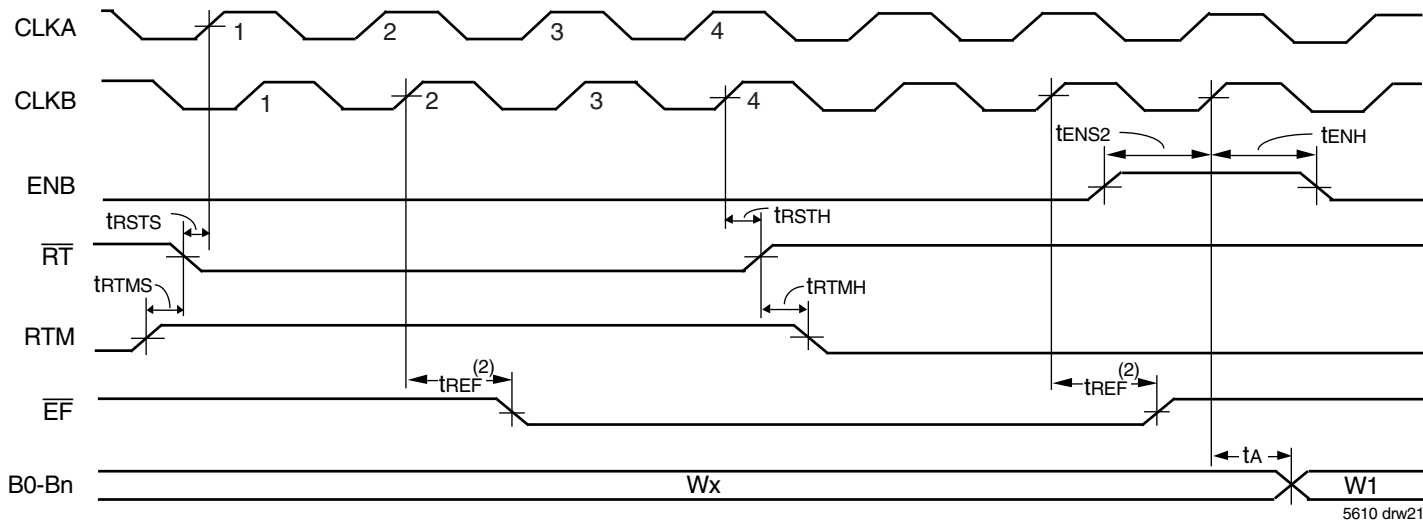 CLKA 1 2 3 4
CLKB 1 2 3 4
tENS2 tENH
ENB
tRSTS tRSTH
RT
tRTMS tRTMH
RTM
tREF(2) tREF(2)
EF
tA
B0-Bn Wx W1
5610 drw21